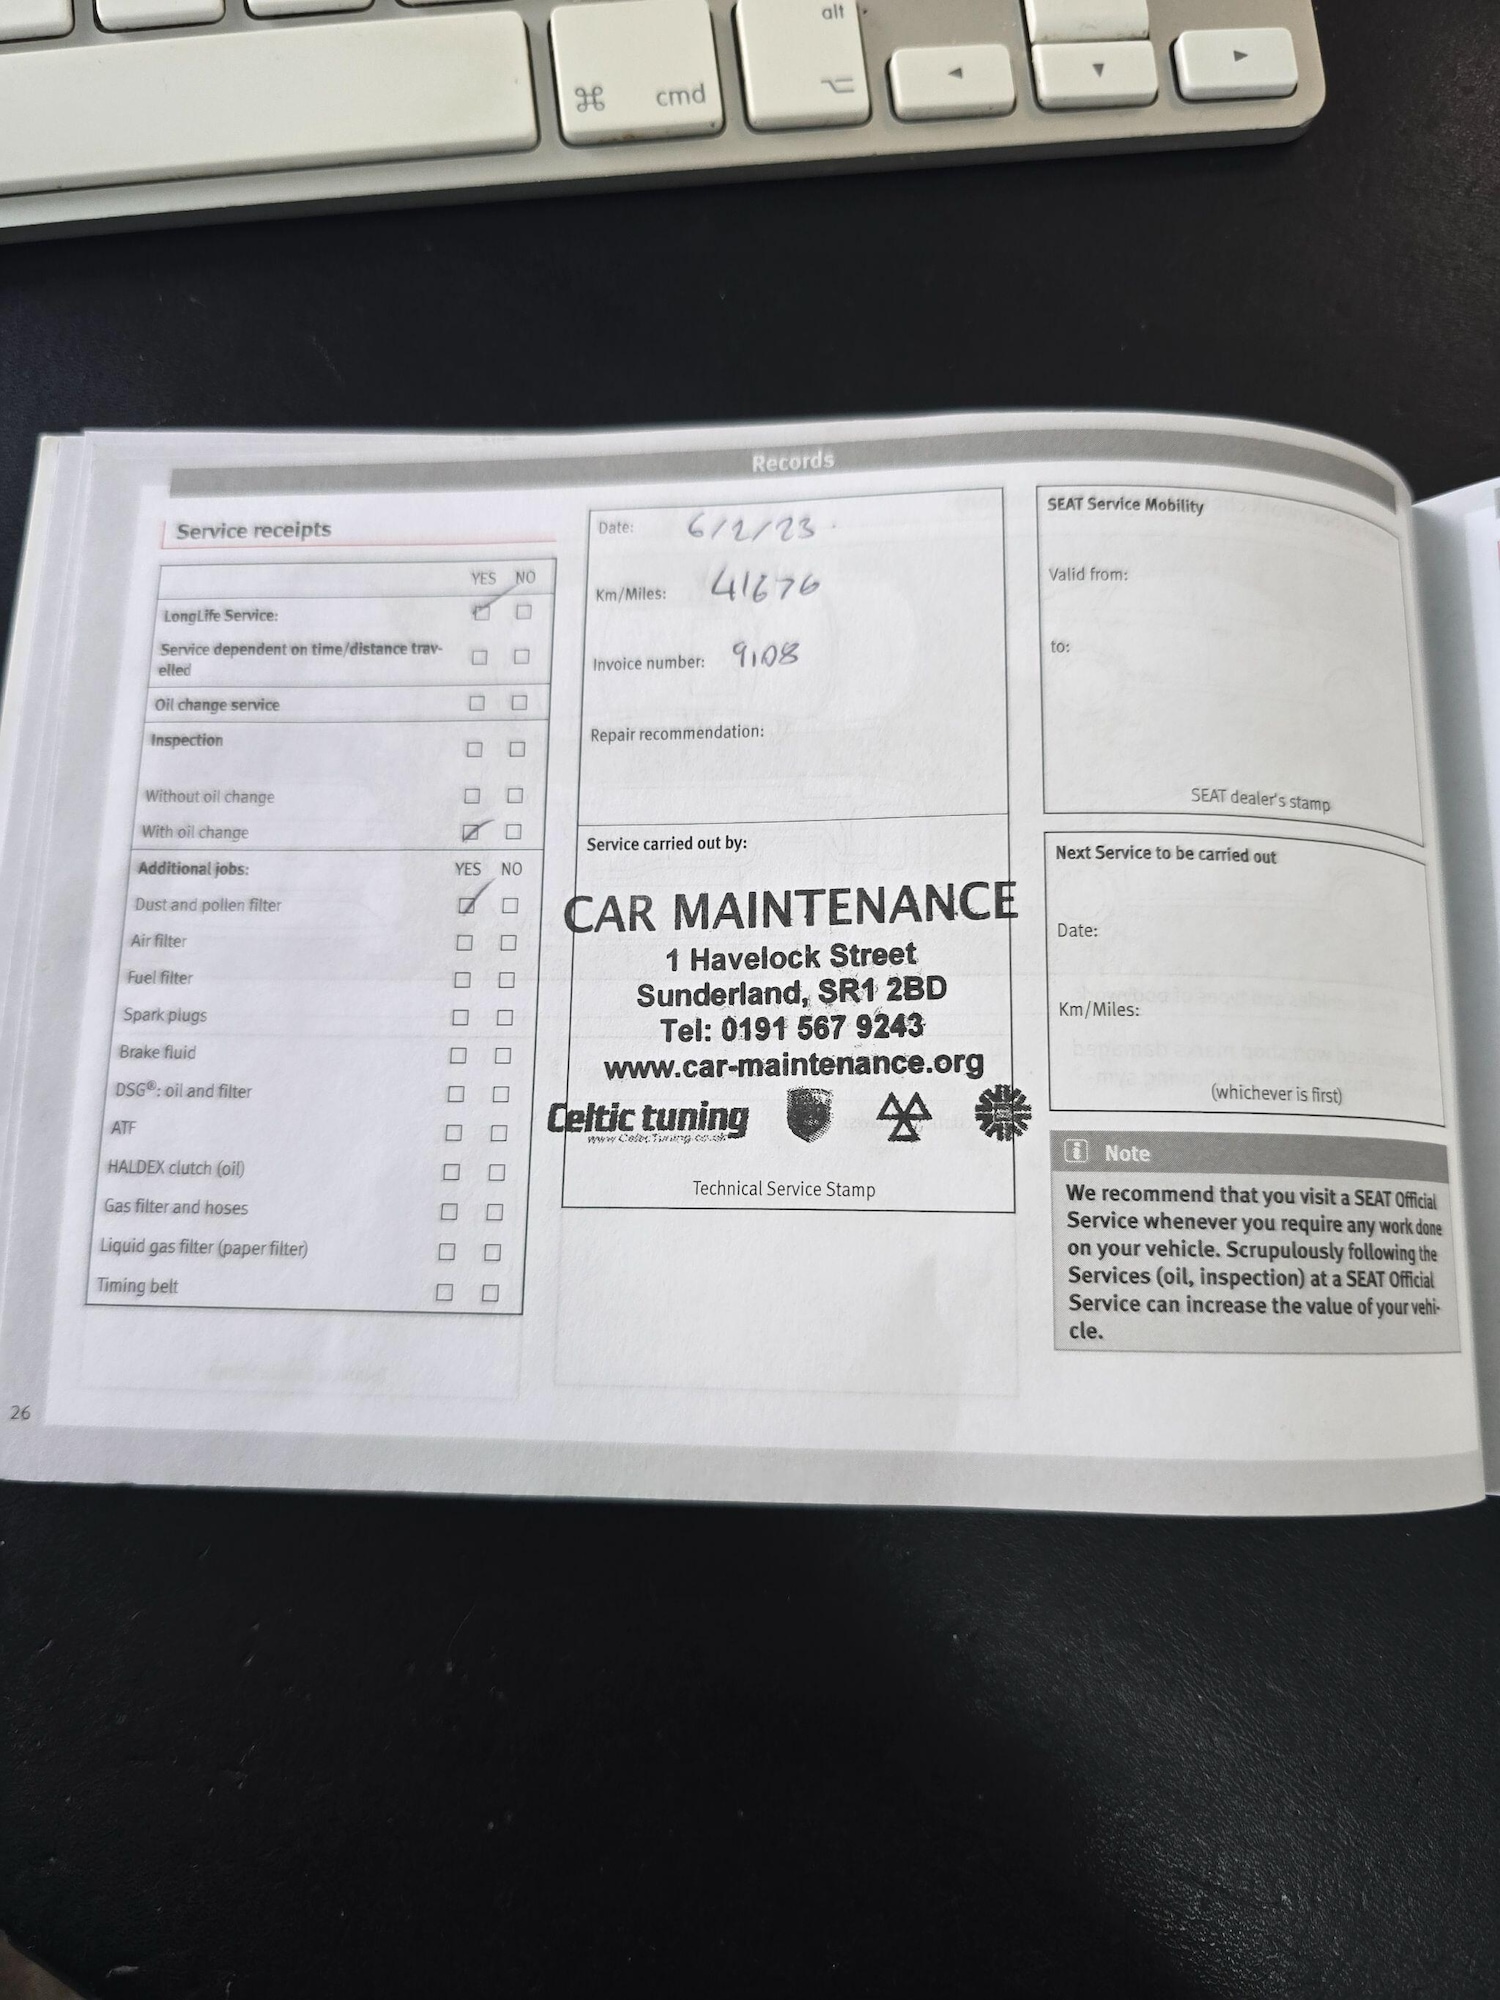 alt
cmd
Records
Service receipts
YES NO
LongLife Service:
Service dependent on time/distance trav-
elled
Oil change service
Inspection
Without oil change
With oil change
Additional jobs: YES NO
Dust and pollen filter
Air filter
Fuel filter
Spark plugs
Brake fluid
DSG®: oil and filter
ATF
HALDEX clutch (oil)
Gas filter and hoses
Liquid gas filter (paper filter)
Timing belt
Date: 6/2/23
Km/Miles: 41676
Invoice number: 9108
Repair recommendation:
Service carried out by:
CAR MAINTENANCE
1 Havelock Street
Sunderland, SR1 2BD
Tel: 0191 567 9243
www.car-maintenance.org
Celtic tuning
www.CelticTuning.co.uk
Technical Service Stamp
SEAT Service Mobility
Valid from:
to:
SEAT dealer's stamp
Next Service to be carried out
Date:
Km/Miles:
(whichever is first)
i Note
We recommend that you visit a SEAT Official
Service whenever you require any work done
on your vehicle. Scrupulously following the
Services (oil, inspection) at a SEAT Official
Service can increase the value of your vehi-
cle.
26